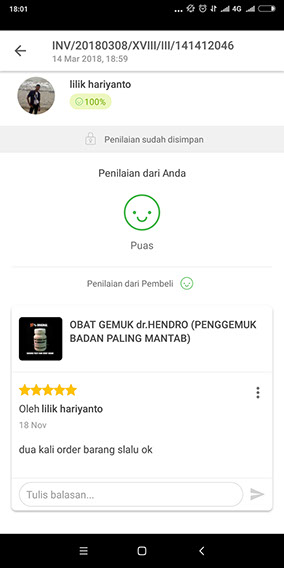 18:01
4G
INV/20180308/XVIII/III/141412046
14 Mar 2018, 18:59
lilik hariyanto
100%
Penilaian sudah disimpan
Penilaian dari Anda
Puas
Penilaian dari Pembeli
OBAT GEMUK dr.HENDRO (PENGGEMUK
BADAN PALING MANTAB)
Oleh lilik hariyanto
18 Nov
dua kali order barang slalu ok
Tulis balasan...